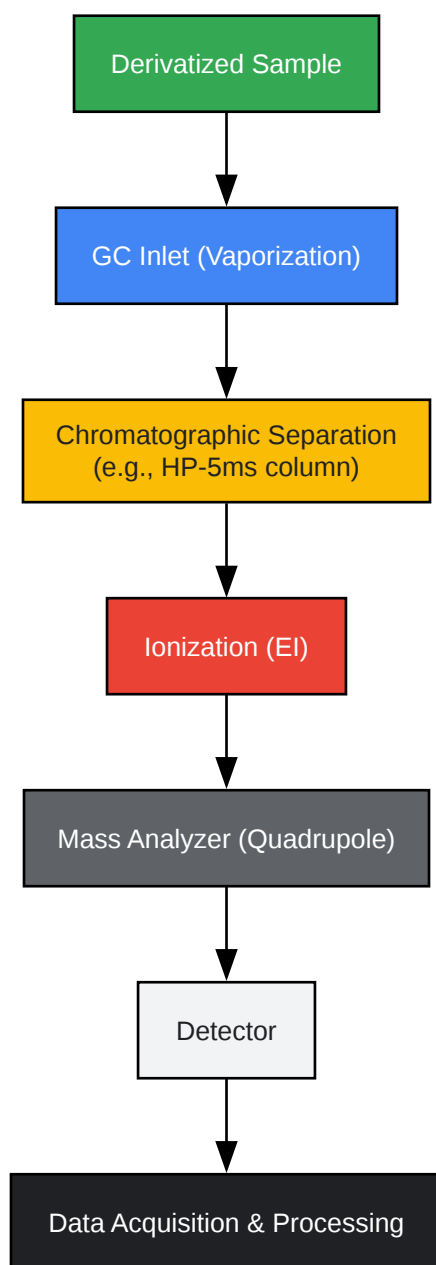 Derivatized Sample
GC Inlet (Vaporization)
Chromatographic Separation
(e.g., HP-5ms column)
Ionization (EI)
Mass Analyzer (Quadrupole)
Detector
Data Acquisition & Processing